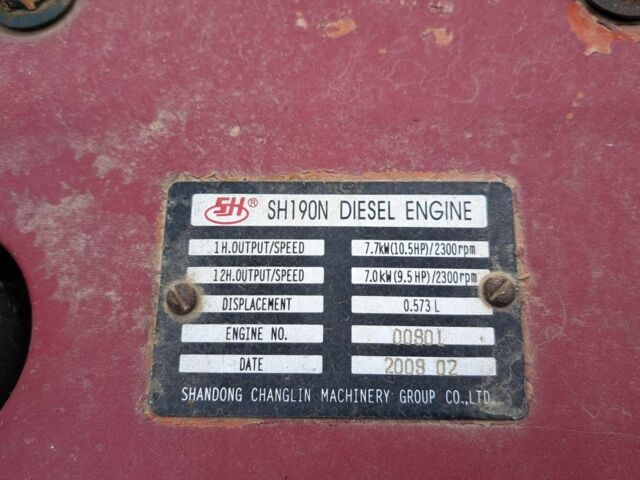 SH® SH190N DIESEL ENGINE
1H.OUTPUT/SPEED 7.7kW(10.5HP)/2300rpm
12H.OUTPUT/SPEED 7.0kW(9.5HP)/2300rpm
DISPLACEMENT 0.573 L
ENGINE NO. 00801
DATE 2008 02
SHANDONG CHANGLIN MACHINERY GROUP CO.,LTD